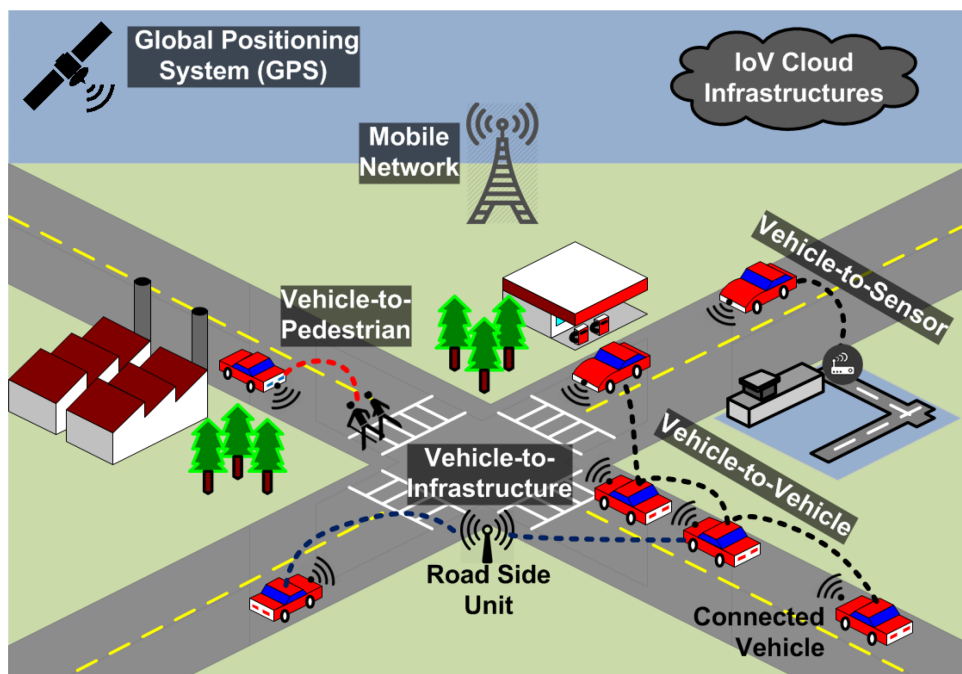 Global Positioning
System (GPS)
IoV Cloud
Infrastructures
Mobile
Network
Vehicle-to-Sensor
Vehicle-to-
Pedestrian
Vehicle-to-
Infrastructure
Vehicle-to-Vehicle
Road Side
Unit
Connected
Vehicle